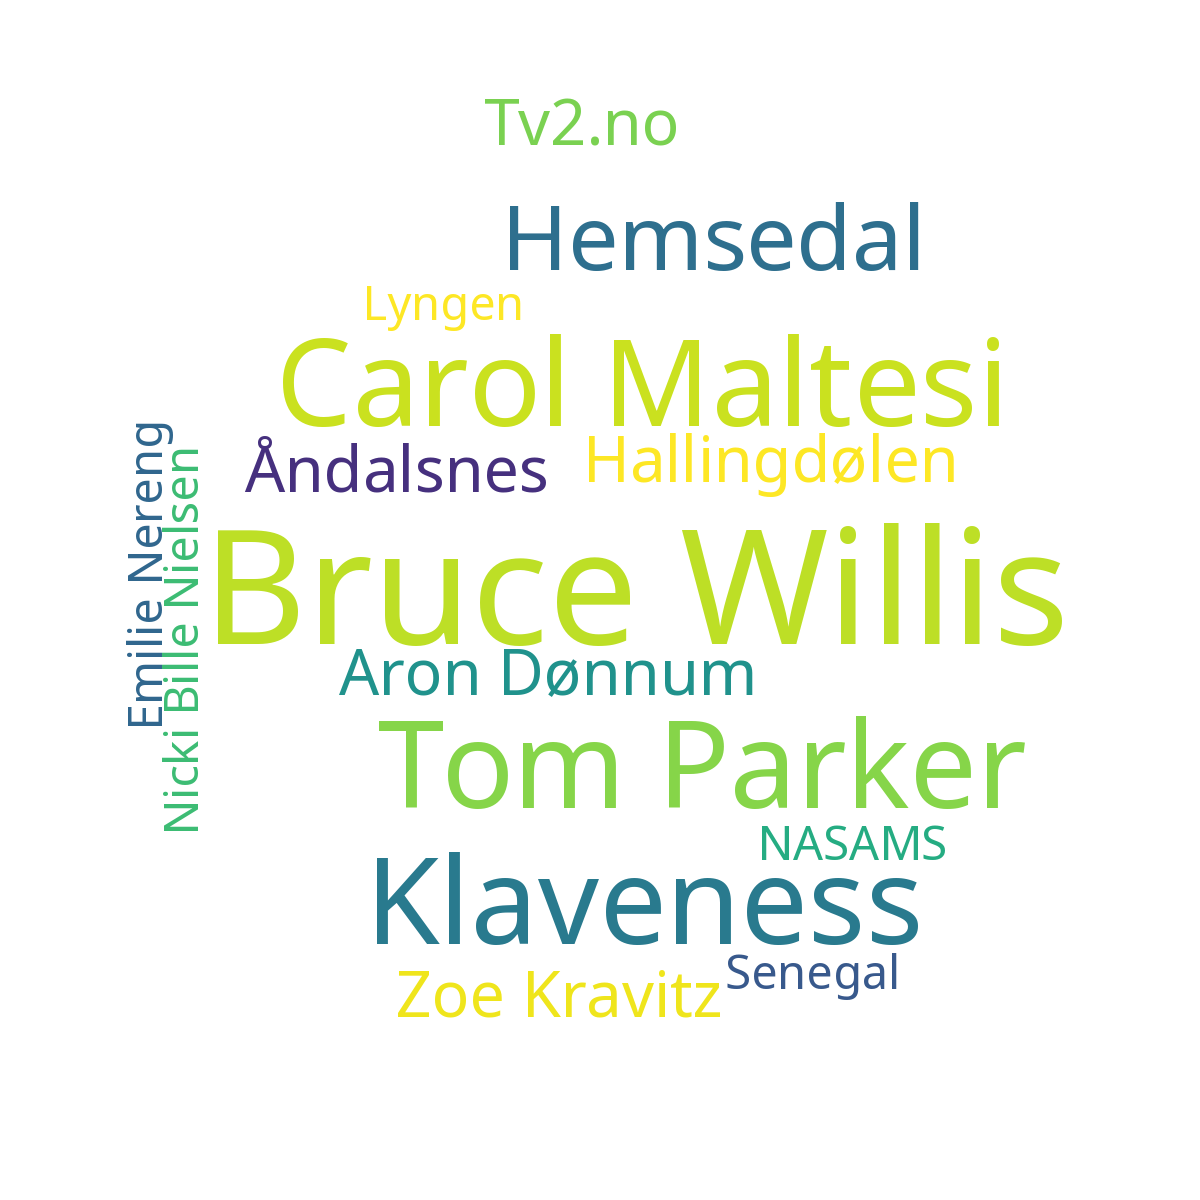 Tv2.no
Hemsedal
Lyngen
Carol Maltesi
Åndalsnes
Hallingdølen
Emilie Nereng
Nicki Bille Nielsen
Bruce Willis
Aron Dønnum
Tom Parker
NASAMS
Klaveness
Senegal
Zoe Kravitz